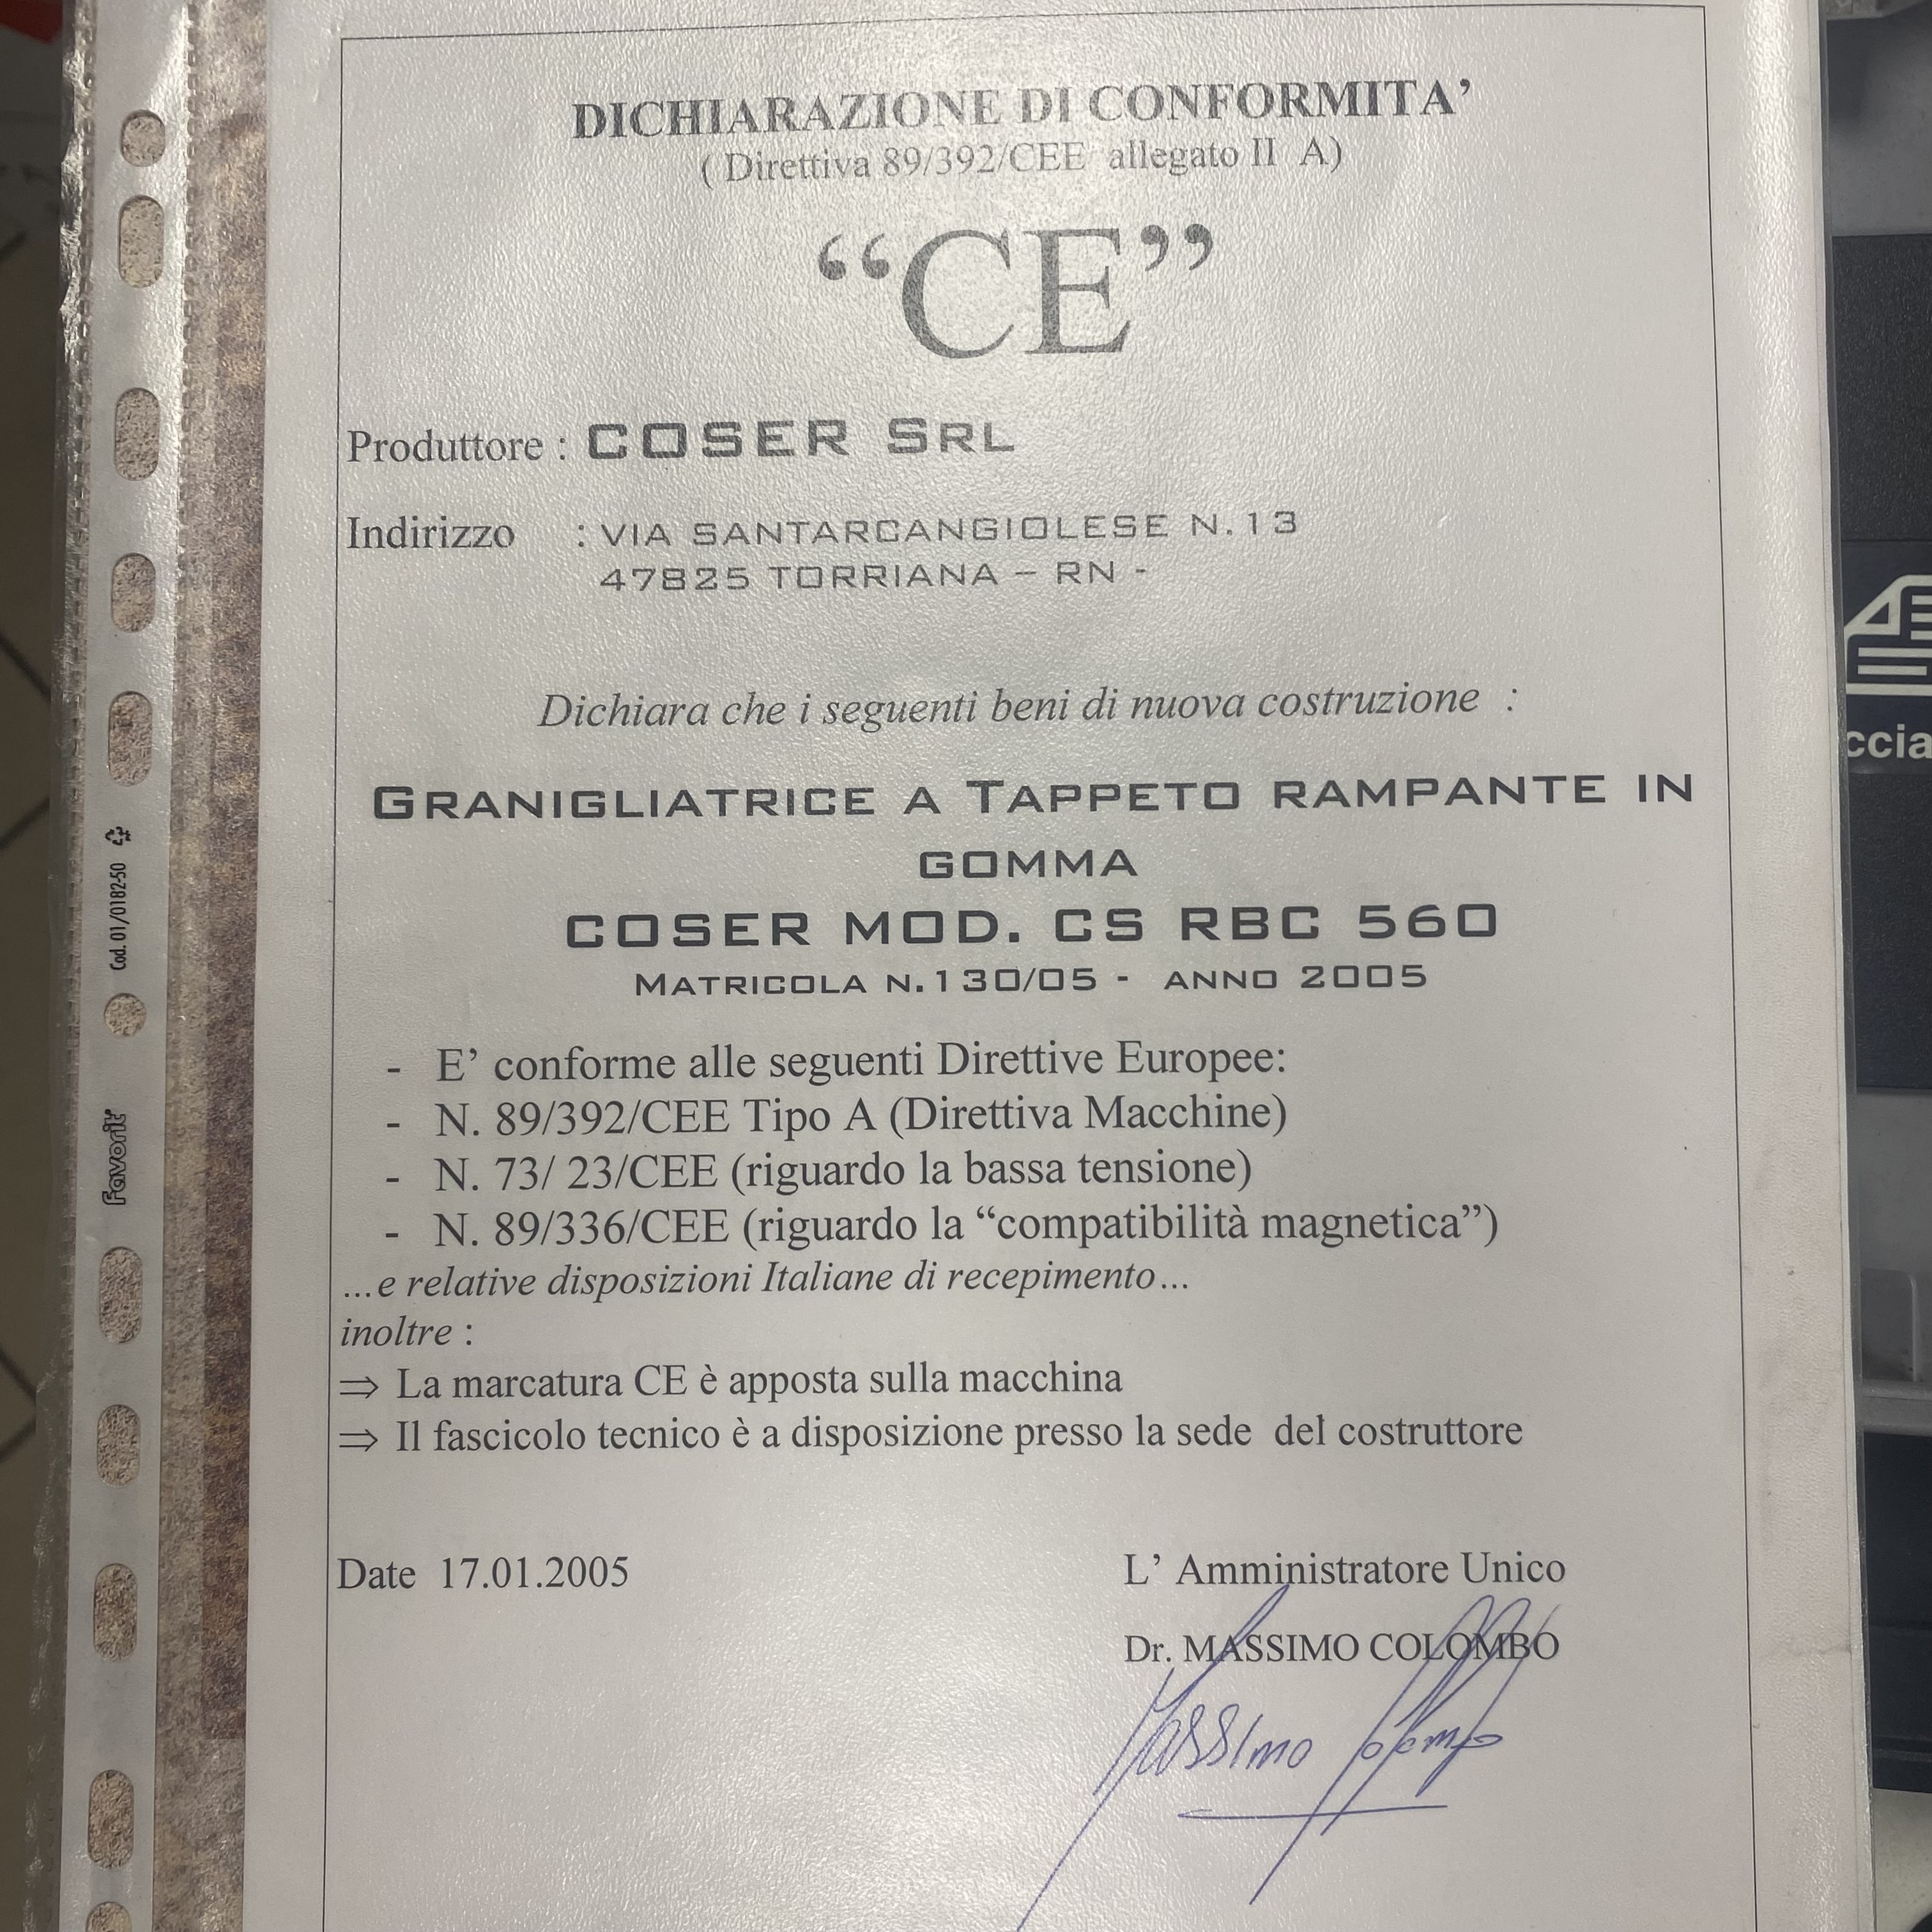 DICHIARAZIONE DI CONFORMITA’
( Direttiva 89/392/CEE allegato II A)
“CE”
Produttore : COSER SRL
Indirizzo : VIA SANTARCANGIOLESE N.13
47825 TORRIANA – RN -
Dichiara che i seguenti beni di nuova costruzione :
GRANIGLIATRICE A TAPPETO RAMPANTE IN
GOMMA
COSER MOD. CS RBC 560
MATRICOLA N.130/05 - ANNO 2005
- E’ conforme alle seguenti Direttive Europee:
- N. 89/392/CEE Tipo A (Direttiva Macchine)
- N. 73/ 23/CEE (riguardo la bassa tensione)
- N. 89/336/CEE (riguardo la “compatibilità magnetica”)
...e relative disposizioni Italiane di recepimento...
inoltre :
⇒ La marcatura CE è apposta sulla macchina
⇒ Il fascicolo tecnico è a disposizione presso la sede del costruttore
Date 17.01.2005
L’ Amministratore Unico
Dr. MASSIMO COLOMBO
Massimo Colombo
Cod. 01/0182-50
Favorit
ccia